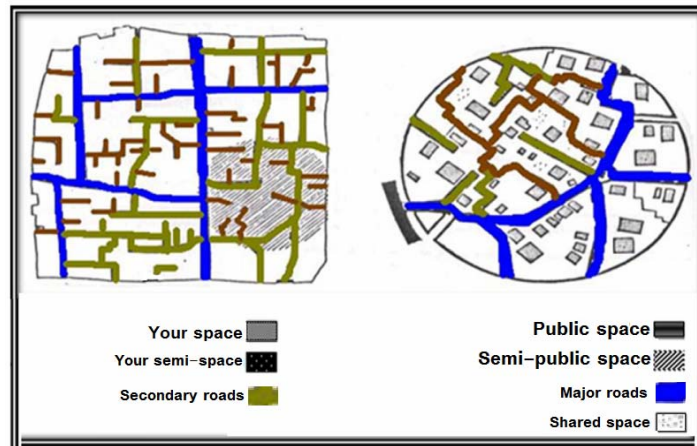 Your space
Your semi-space
Secondary roads
Public space
Semi-public space
Major roads
Shared space